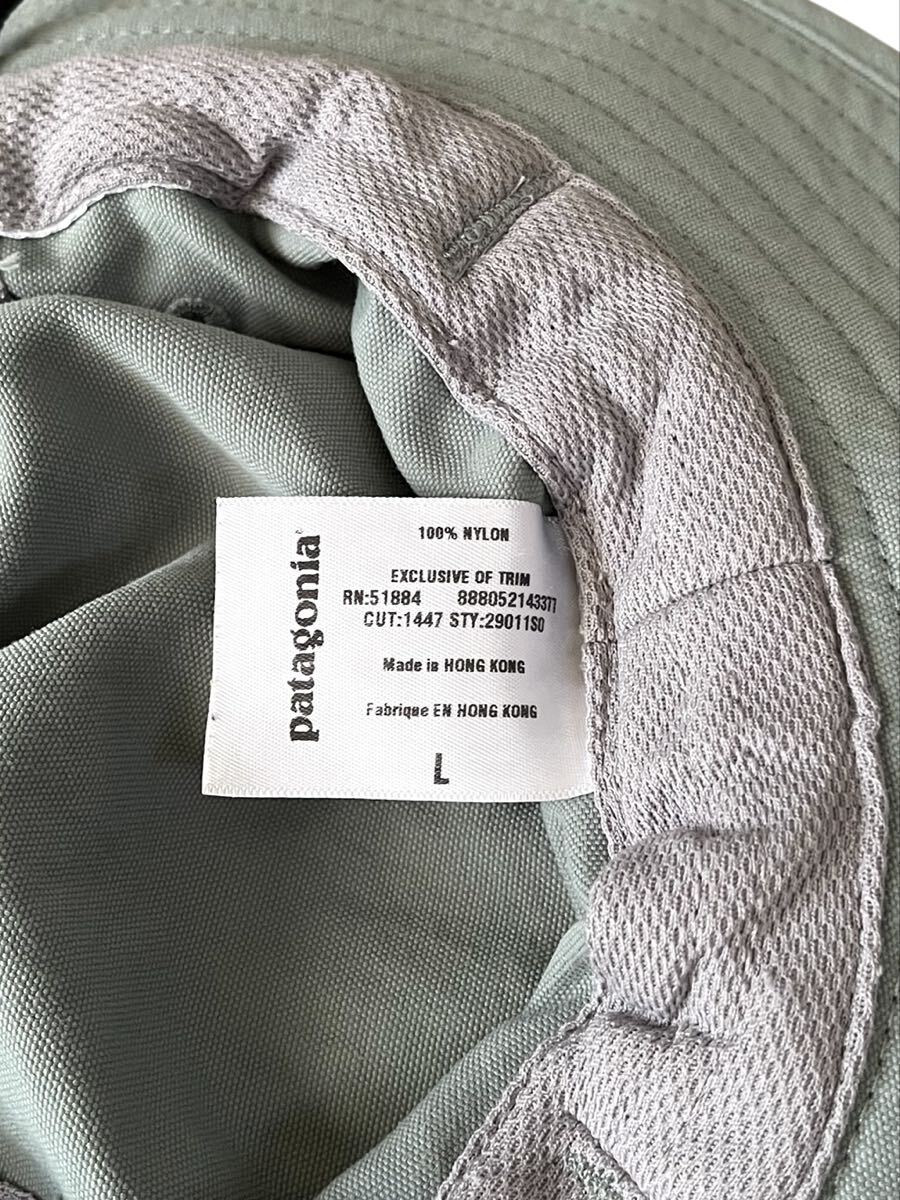 patagonia
100% NYLON
EXCLUSIVE OF TRIM
RN:51884 888052143377
CUT:1447 STY:29011S0
Made in HONG KONG
Fabrique EN HONG KONG
L